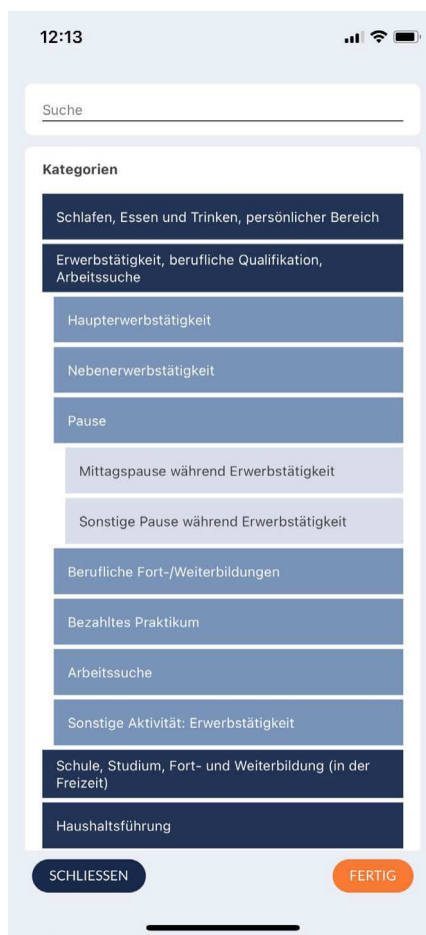 12:13
Suche
Kategorien
Schlafen, Essen und Trinken, persönlicher Bereich
Erwerbstätigkeit, berufliche Qualifikation,
Arbeitssuche
Haupterwerbstätigkeit
Nebenerwerbstätigkeit
Pause
Mittagspause während Erwerbstätigkeit
Sonstige Pause während Erwerbstätigkeit
Berufliche Fort-/Weiterbildungen
Bezahltes Praktikum
Arbeitssuche
Sonstige Aktivität: Erwerbstätigkeit
Schule, Studium, Fort- und Weiterbildung (in der
Freizeit)
Haushaltsführung
SCHLIESSEN FERTIG